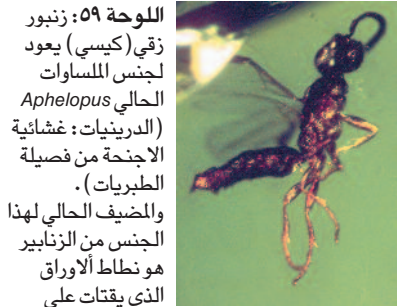 اللوحة ٥٩: زنبور
زقي (كيسي) يعود
لجنس الملساوات
الحالي Aphelopus
(الدرينيات: غشائية
الاجنحة من فصيلة
الطبريات).
والمضيف الحالي لهذا
الجنس من الزنابير
هو نطاط ألاوراق
الذي يقتات على